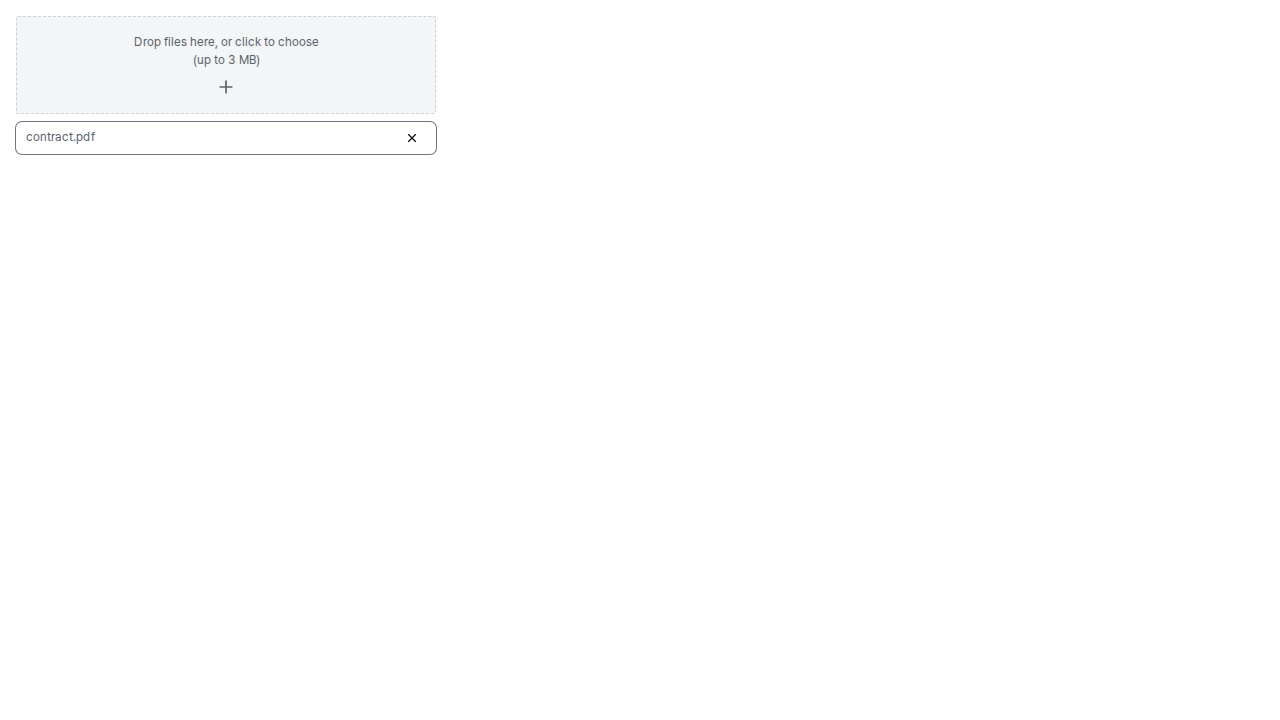 Drop files here, or click to choose
(up to 3 MB)
contract.pdf